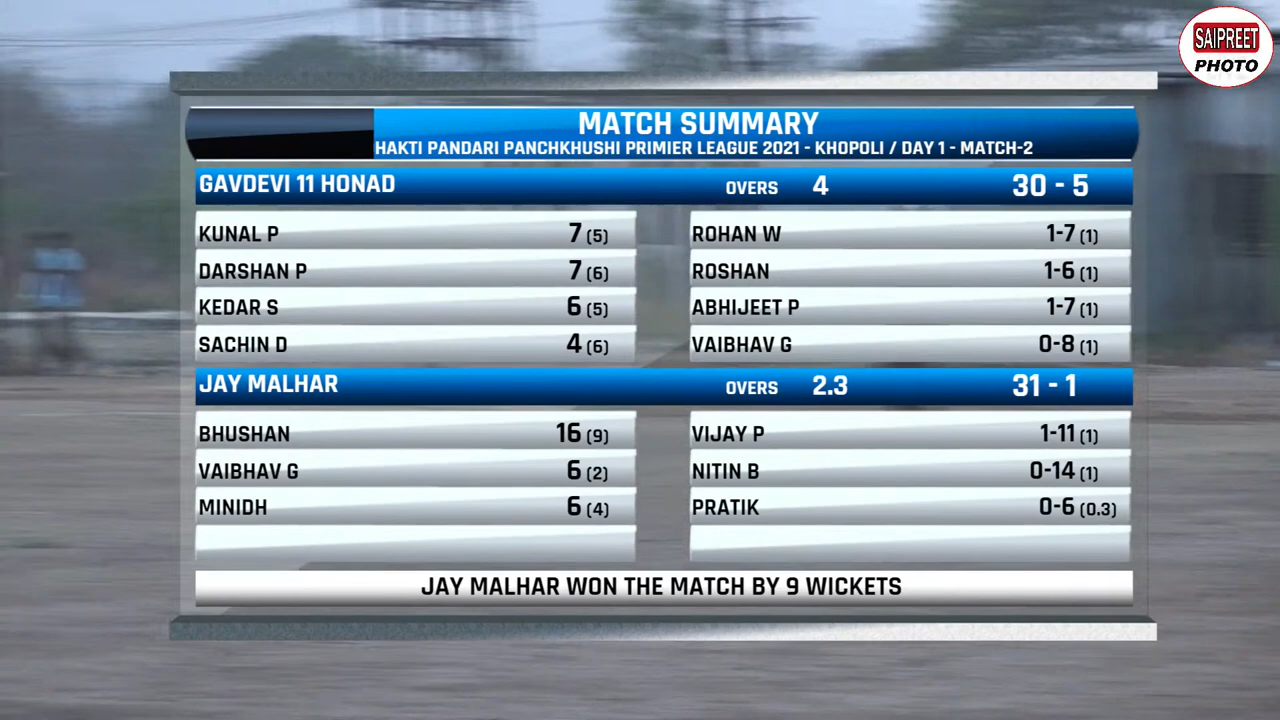 SAIPREET
PHOTO
MATCH SUMMARY
HAKTI PANDARI PANCHKHUSHI PRIMIER LEAGUE 2021 - KHOPOLI / DAY 1 - MATCH-2
GAVDEVI 11 HONAD OVERS 4 30 - 5
KUNAL P 7 (5) ROHAN W 1-7 (1)
DARSHAN P 7 (6) ROSHAN 1-6 (1)
KEDAR S 6 (5) ABHIJEET P 1-7 (1)
SACHIN D 4 (6) VAIBHAV G 0-8 (1)
JAY MALHAR OVERS 2.3 31 - 1
BHUSHAN 16 (9) VIJAY P 1-11 (1)
VAIBHAV G 6 (2) NITIN B 0-14 (1)
MINIDH 6 (4) PRATIK 0-6 (0.3)
JAY MALHAR WON THE MATCH BY 9 WICKETS